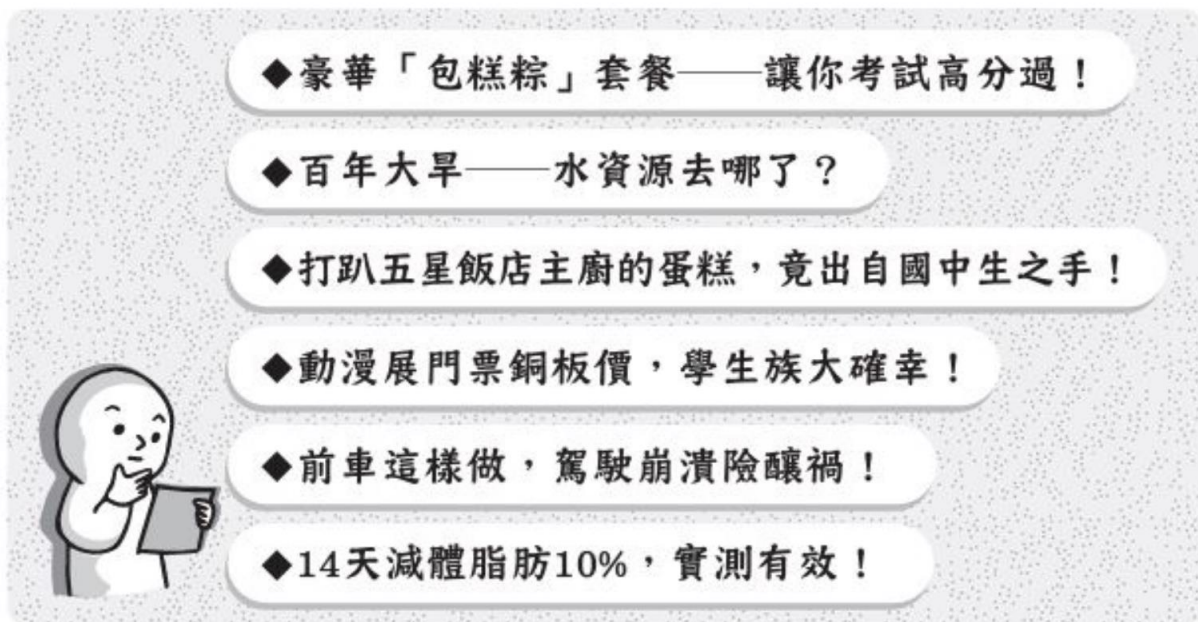 ◆豪華「包糕粽」套餐——讓你考試高分過！
◆百年大旱——水資源去哪了？
◆打趴五星飯店主廚的蛋糕，竟出自國中生之手！
◆動漫展門票銅板價，學生族大確幸！
◆前車這樣做，駕駛崩潰險釀禍！
◆14天減體脂肪10%，實測有效！